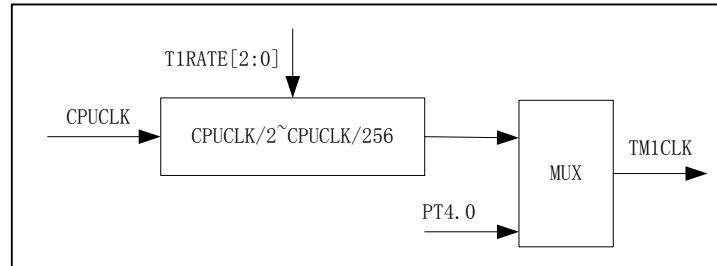 T1RATE[2:0]
CPUCLK
CPUCLK/2~CPUCLK/256
MUX
TM1CLK
PT4.0